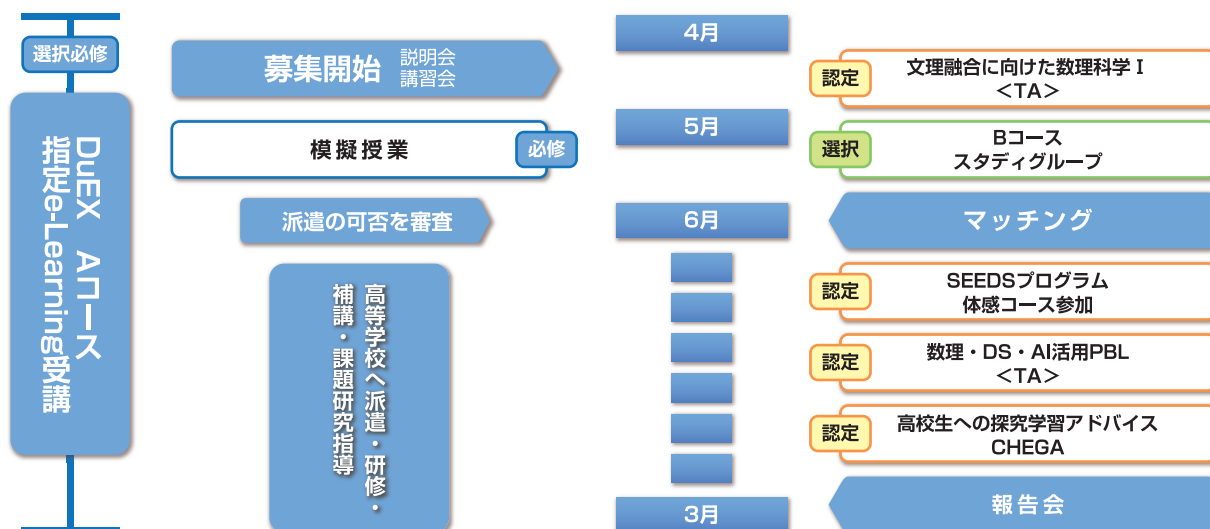 選択必修
DuEX Aコース
指定e-Learning受講
募集開始
説明会
講習会
模擬授業
必修
派遣の可否を審査
高等学校へ派遣・研修・
補講・課題研究指導
4月
5月
6月
3月
認定
文理融合に向けた数理科学Ⅰ
<TA>
選択
Bコース
スタディグループ
マッチング
認定
SEEDSプログラム
体感コース参加
認定
数理・DS・AI活用PBL
<TA>
認定
高校生への探究学習アドバイス
CHEGA
報告会